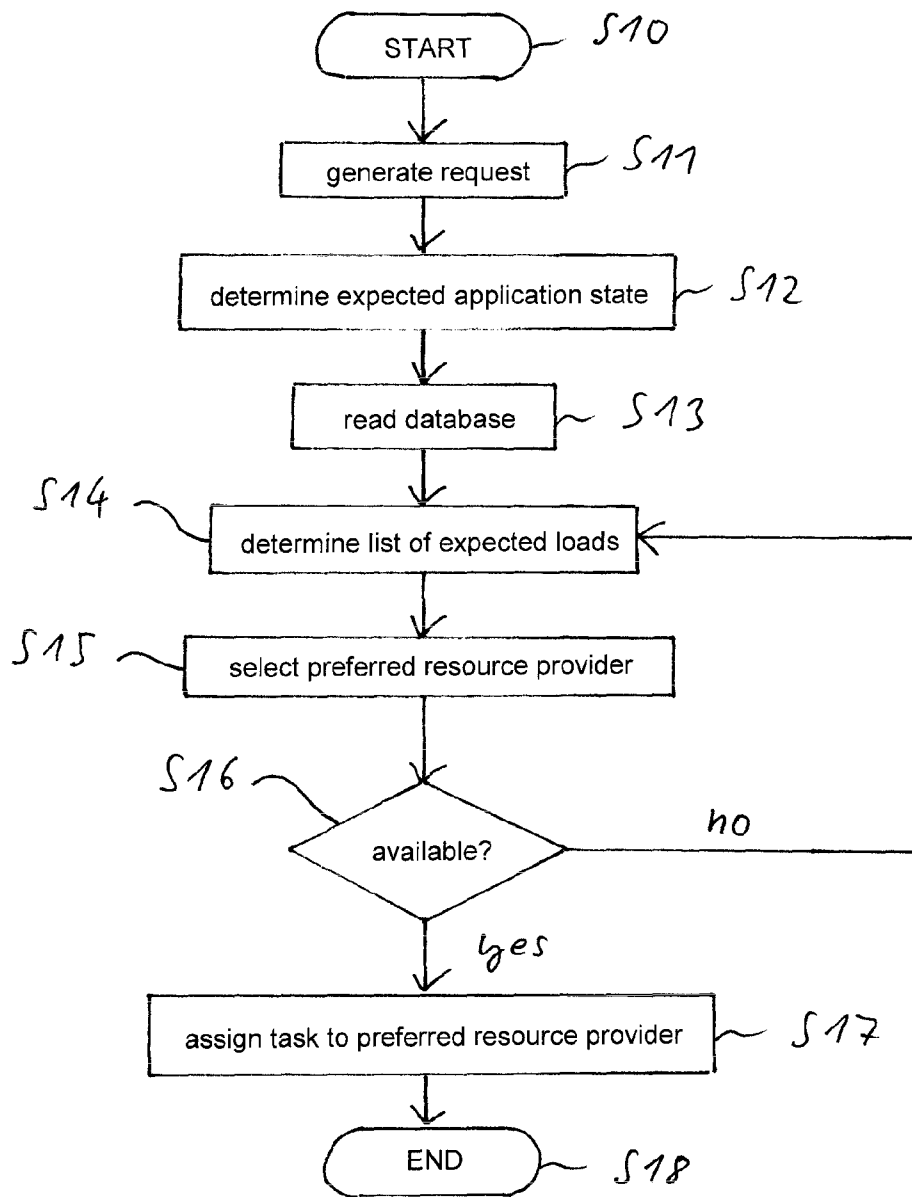 START S10
generate request S11
determine expected application state S12
read database S13
S14
determine list of expected loads
S15
select preferred resource provider
S16
available?
no
yes
assign task to preferred resource provider S17
END S18